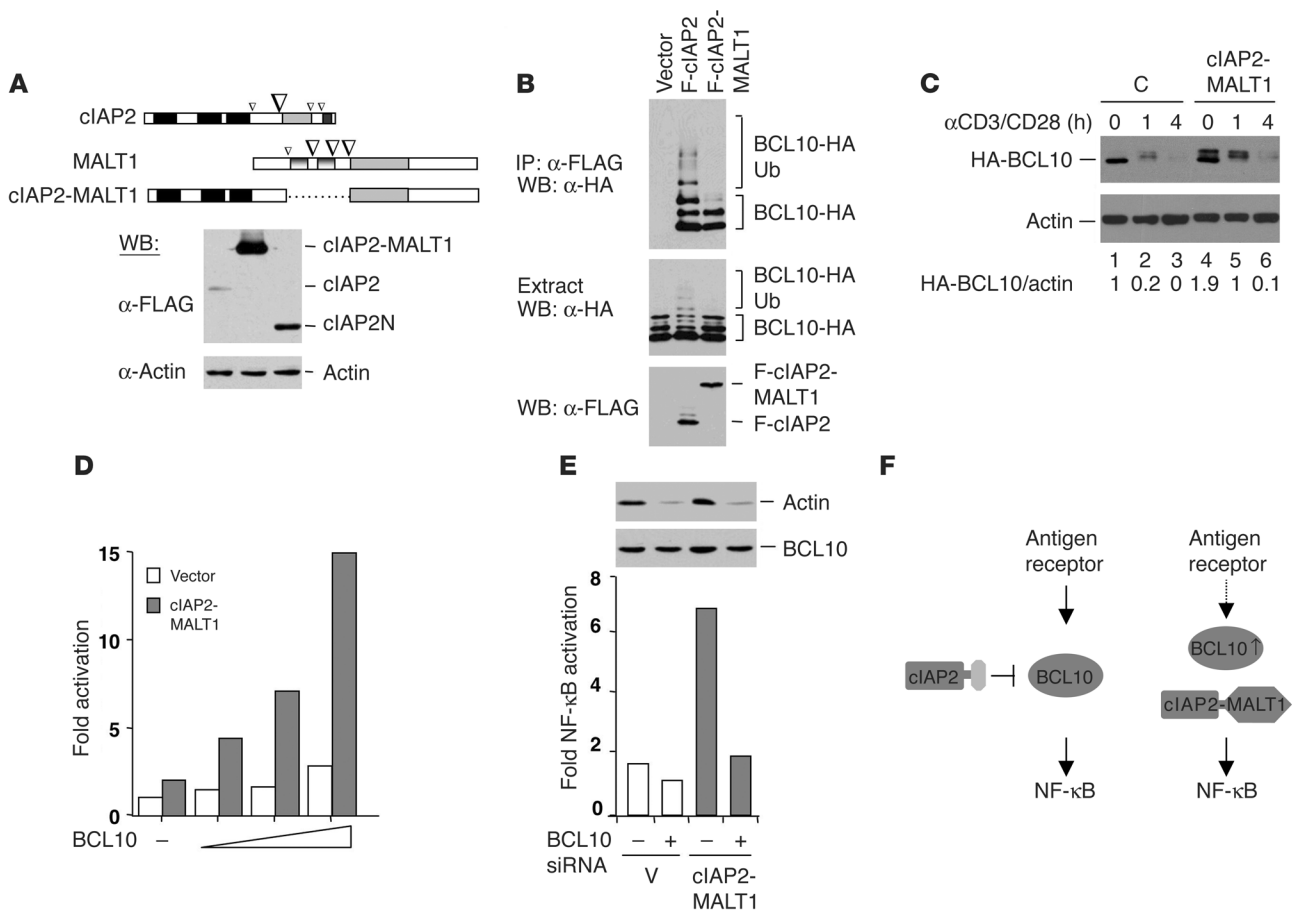 A
cIAP2
MALT1
cIAP2-MALT1
WB:
α-FLAG
α-Actin
cIAP2-MALT1
cIAP2
cIAP2N
Actin
B
Vector
F-cIAP2
F-cIAP2-
MALT1
IP: α-FLAG
WB: α-HA
BCL10-HA
Ub
BCL10-HA
Extract
WB: α-HA
BCL10-HA
Ub
BCL10-HA
WB: α-FLAG
F-cIAP2-
MALT1
F-cIAP2
C
C
cIAP2-
MALT1
αCD3/CD28 (h) 0 1 4 0 1 4
HA-BCL10
Actin
1 2 3 4 5 6
HA-BCL10/actin 1 0.2 0 1.9 1 0.1
D
Fold activation
15
10
5
0
Vector
cIAP2-
MALT1
BCL10 –
E
Actin
BCL10
Fold NF-κB activation
8
6
4
2
0
BCL10 – + – +
siRNA
V
cIAP2-
MALT1
F
Antigen
receptor
cIAP2
BCL10
NF-κB
Antigen
receptor
BCL10↑
cIAP2-MALT1
NF-κB